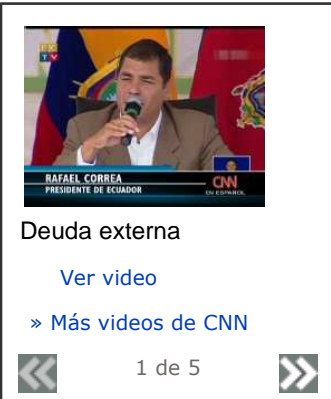 RAFAEL CORREA
PRESIDENTE DE ECUADOR
CNN
EN ESPAÑOL
Deuda externa
Ver video
» Más videos de CNN
1 de 5